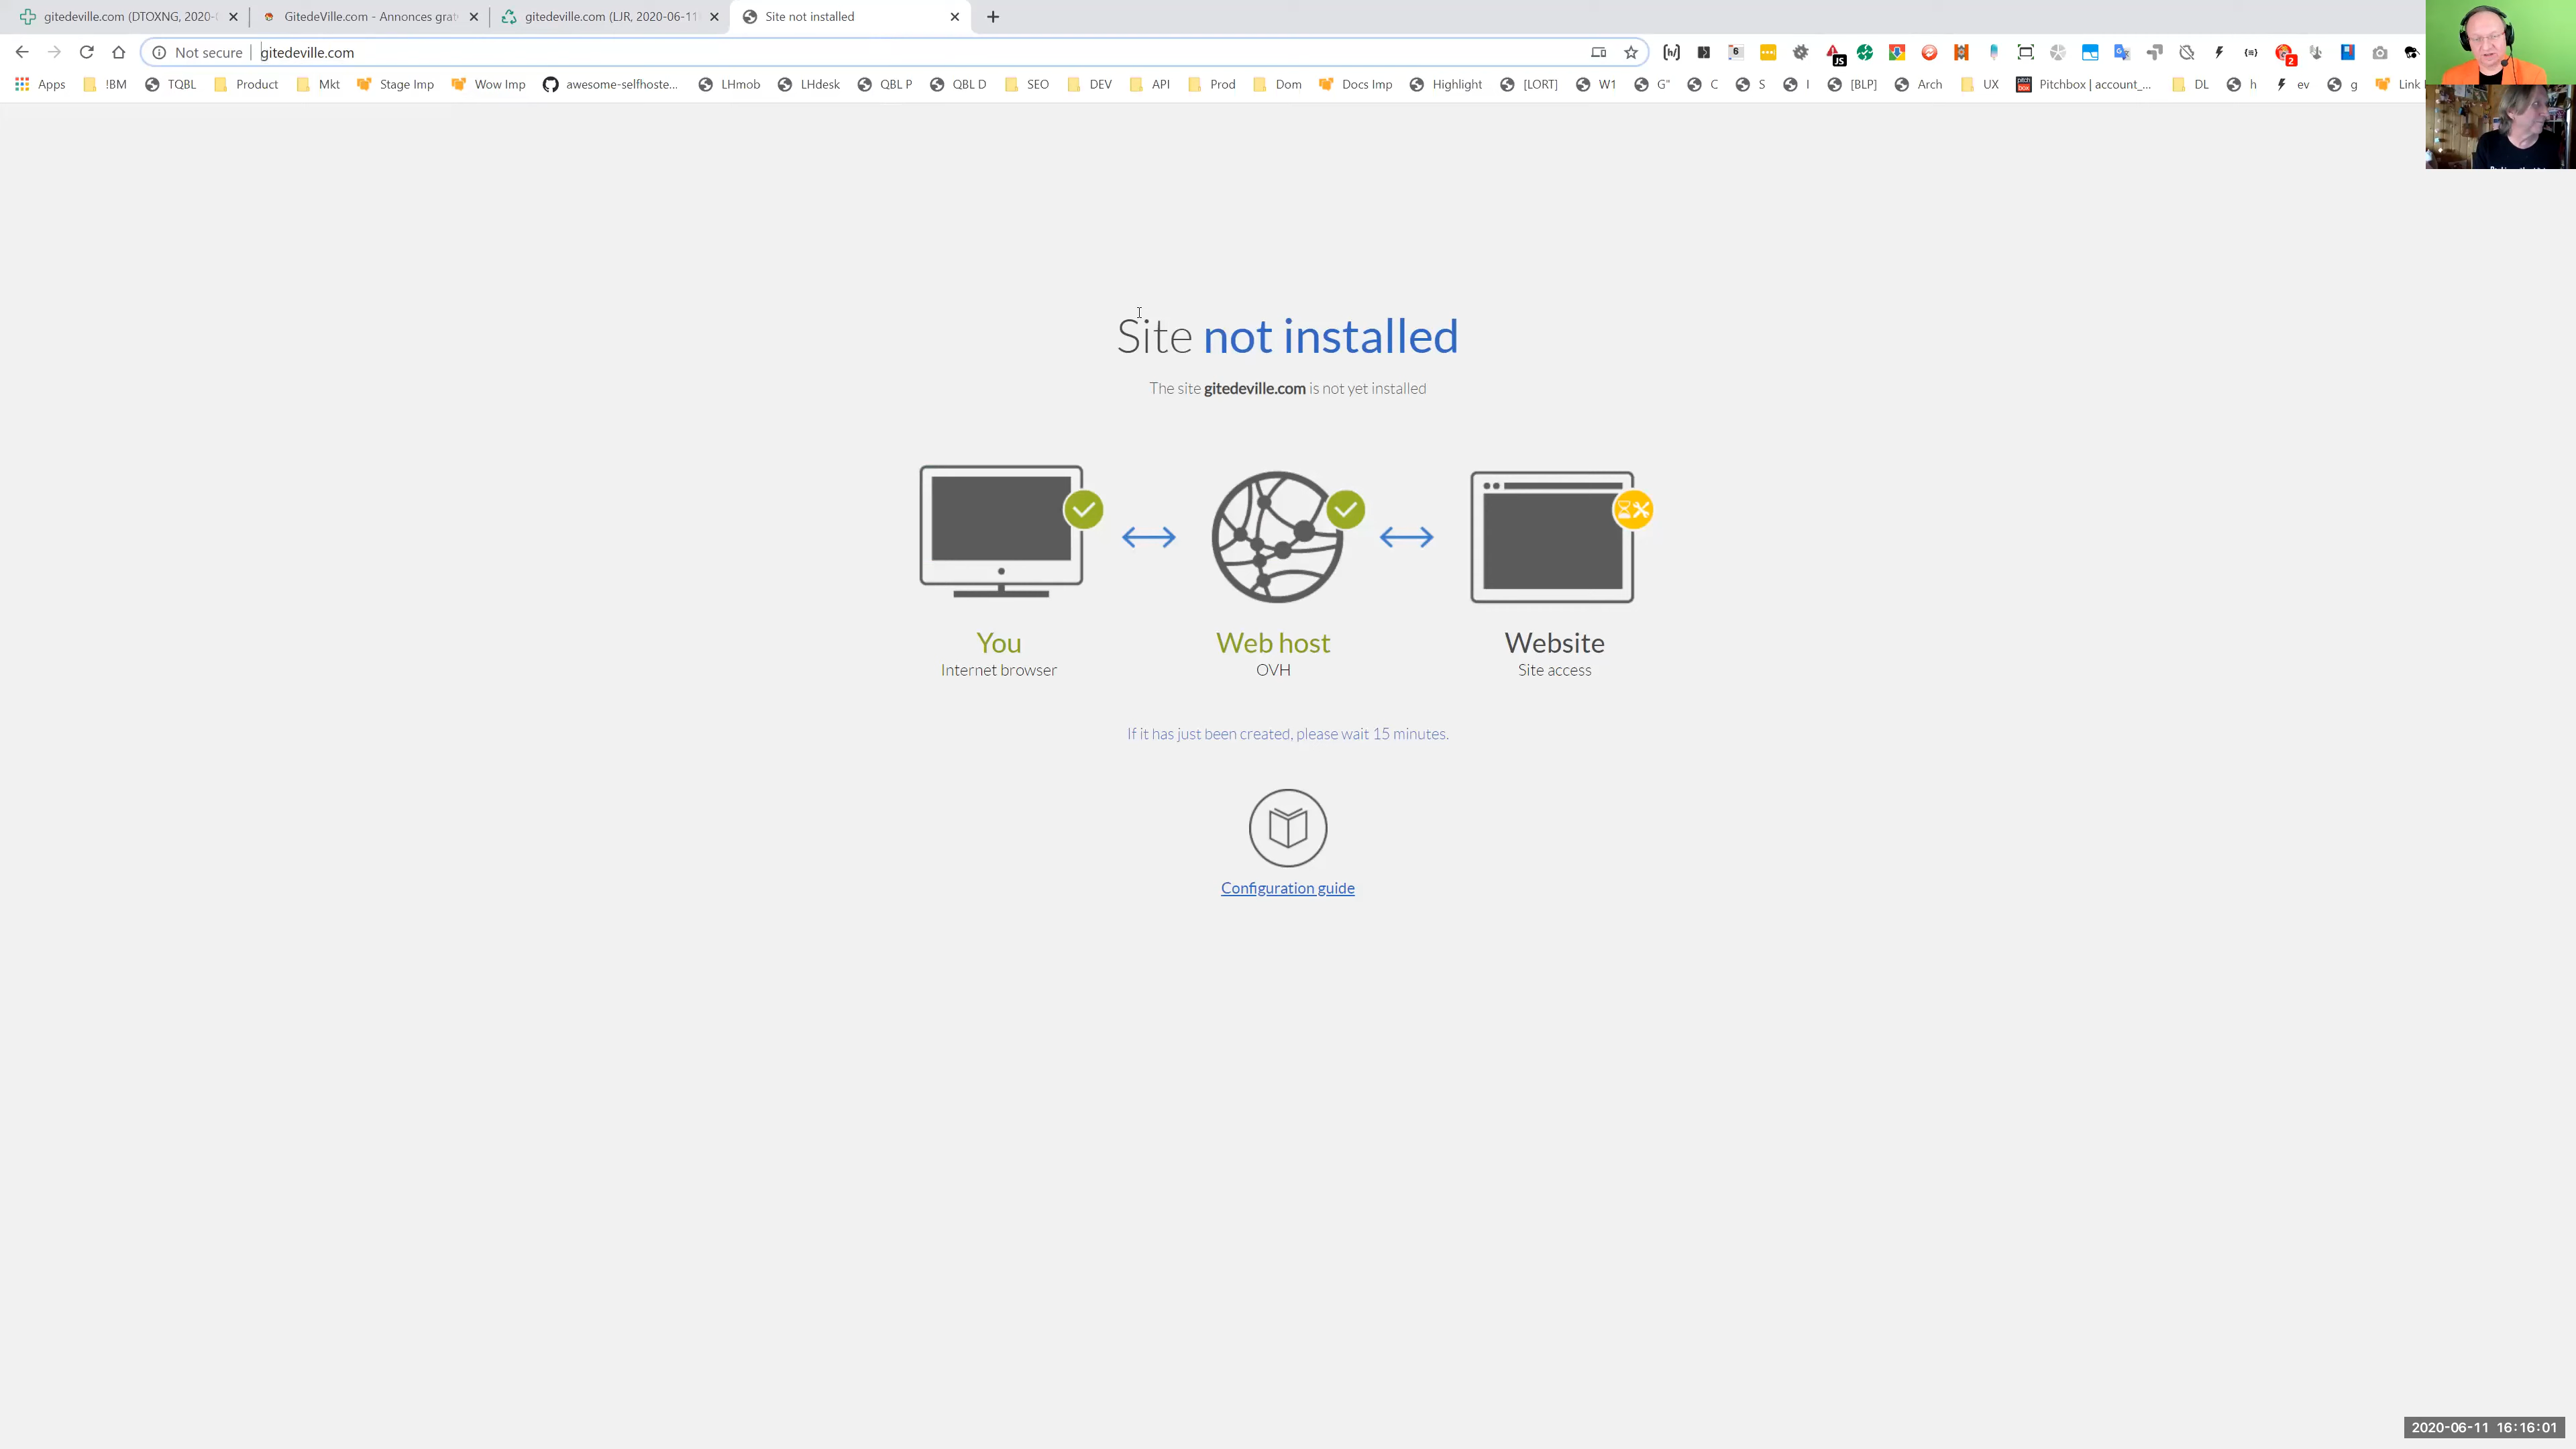 gitedeville.com (DTOXNG, 2020-
GitedeVille.com - Annonces grat
gitedeville.com (LJR, 2020-06-11
Site not installed
Not secure | gitedeville.com
JS
6
2
Apps !BM TQBL Product Mkt Stage Imp Wow Imp awesome-selfhoste... LHmob LHdesk QBL P QBL D SEO DEV API Prod Dom Docs Imp Highlight [LORT] W1 G" C S I [BLP] Arch UX Pitchbox | account_... DL h ev g Link
Site not installed
The site gitedeville.com is not yet installed
You
Internet browser
Web host
OVH
Website
Site access
If it has just been created, please wait 15 minutes.
Configuration guide
2020-06-11 16:16:01